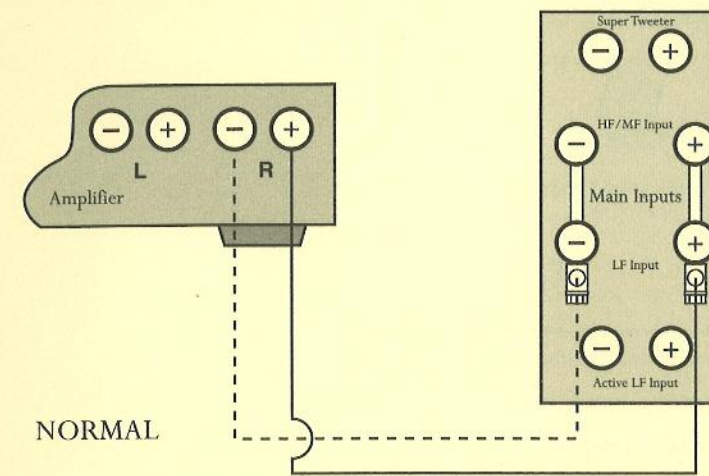 Super Tweeter
− +
HF/MF Input
− +
− + − +
L R
Amplifier
Main Inputs
− +
LF Input
− +
Active LF Input
NORMAL